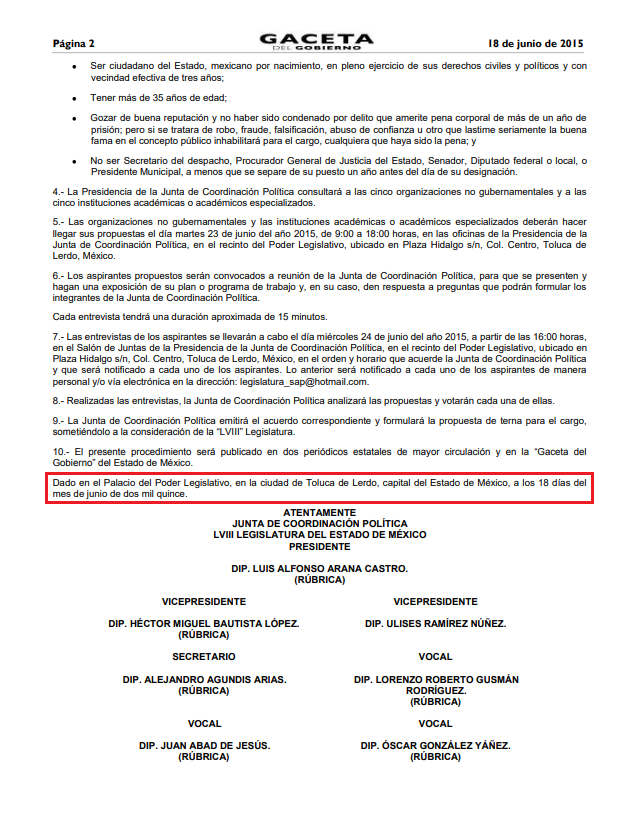 Página 2
GACETA
DEL GOBIERNO
18 de junio de 2015
• Ser ciudadano del Estado, mexicano por nacimiento, en pleno ejercicio de sus derechos civiles y políticos y con
vecindad efectiva de tres años;
• Tener más de 35 años de edad;
• Gozar de buena reputación y no haber sido condenado por delito que amerite pena corporal de más de un año de
prisión; pero si se tratara de robo, fraude, falsificación, abuso de confianza u otro que lastime seriamente la buena
fama en el concepto público inhabilitará para el cargo, cualquiera que haya sido la pena; y
• No ser Secretario del despacho, Procurador General de Justicia del Estado, Senador, Diputado federal o local, o
Presidente Municipal, a menos que se separe de su puesto un año antes del día de su designación.
4.- La Presidencia de la Junta de Coordinación Política consultará a las cinco organizaciones no gubernamentales y a las
cinco instituciones académicas o académicos especializados.
5.- Las organizaciones no gubernamentales y las instituciones académicas o académicos especializados deberán hacer
llegar sus propuestas el día martes 23 de junio del año 2015, de 9:00 a 18:00 horas, en las oficinas de la Presidencia de la
Junta de Coordinación Política, en el recinto del Poder Legislativo, ubicado en Plaza Hidalgo s/n, Col. Centro, Toluca de
Lerdo, México.
6.- Los aspirantes propuestos serán convocados a reunión de la Junta de Coordinación Política, para que se presenten y
hagan una exposición de su plan o programa de trabajo y, en su caso, den respuesta a preguntas que podrán formular los
integrantes de la Junta de Coordinación Política.
Cada entrevista tendrá una duración aproximada de 15 minutos.
7.- Las entrevistas de los aspirantes se llevarán a cabo el día miércoles 24 de junio del año 2015, a partir de las 16:00 horas,
en el Salón de Juntas de la Presidencia de la Junta de Coordinación Política, en el recinto del Poder Legislativo, ubicado en
Plaza Hidalgo s/n, Col. Centro, Toluca de Lerdo, México, en el orden y horario que acuerde la Junta de Coordinación Política
y que será notificado a cada uno de los aspirantes. Lo anterior será notificado a cada uno de los aspirantes de manera
personal y/o vía electrónica en la dirección: legislatura_sap@hotmail.com.
8.- Realizadas las entrevistas, la Junta de Coordinación Política analizará las propuestas y votarán cada una de ellas.
9.- La Junta de Coordinación Política emitirá el acuerdo correspondiente y formulará la propuesta de terna para el cargo,
sometiéndolo a la consideración de la “LVIII” Legislatura.
10.- El presente procedimiento será publicado en dos periódicos estatales de mayor circulación y en la “Gaceta del
Gobierno” del Estado de México.
Dado en el Palacio del Poder Legislativo, en la ciudad de Toluca de Lerdo, capital del Estado de México, a los 18 días del
mes de junio de dos mil quince.
ATENTAMENTE
JUNTA DE COORDINACIÓN POLÍTICA
LVIII LEGISLATURA DEL ESTADO DE MÉXICO
PRESIDENTE
DIP. LUIS ALFONSO ARANA CASTRO.
(RÚBRICA)
VICEPRESIDENTE
VICEPRESIDENTE
DIP. HÉCTOR MIGUEL BAUTISTA LÓPEZ.
(RÚBRICA)
DIP. ULISES RAMÍREZ NÚÑEZ.
SECRETARIO
VOCAL
DIP. ALEJANDRO AGUNDIS ARIAS.
(RÚBRICA)
DIP. LORENZO ROBERTO GUSMÁN
RODRÍGUEZ.
(RÚBRICA)
VOCAL
VOCAL
DIP. JUAN ABAD DE JESÚS.
(RÚBRICA)
DIP. ÓSCAR GONZÁLEZ YÁÑEZ.
(RÚBRICA)